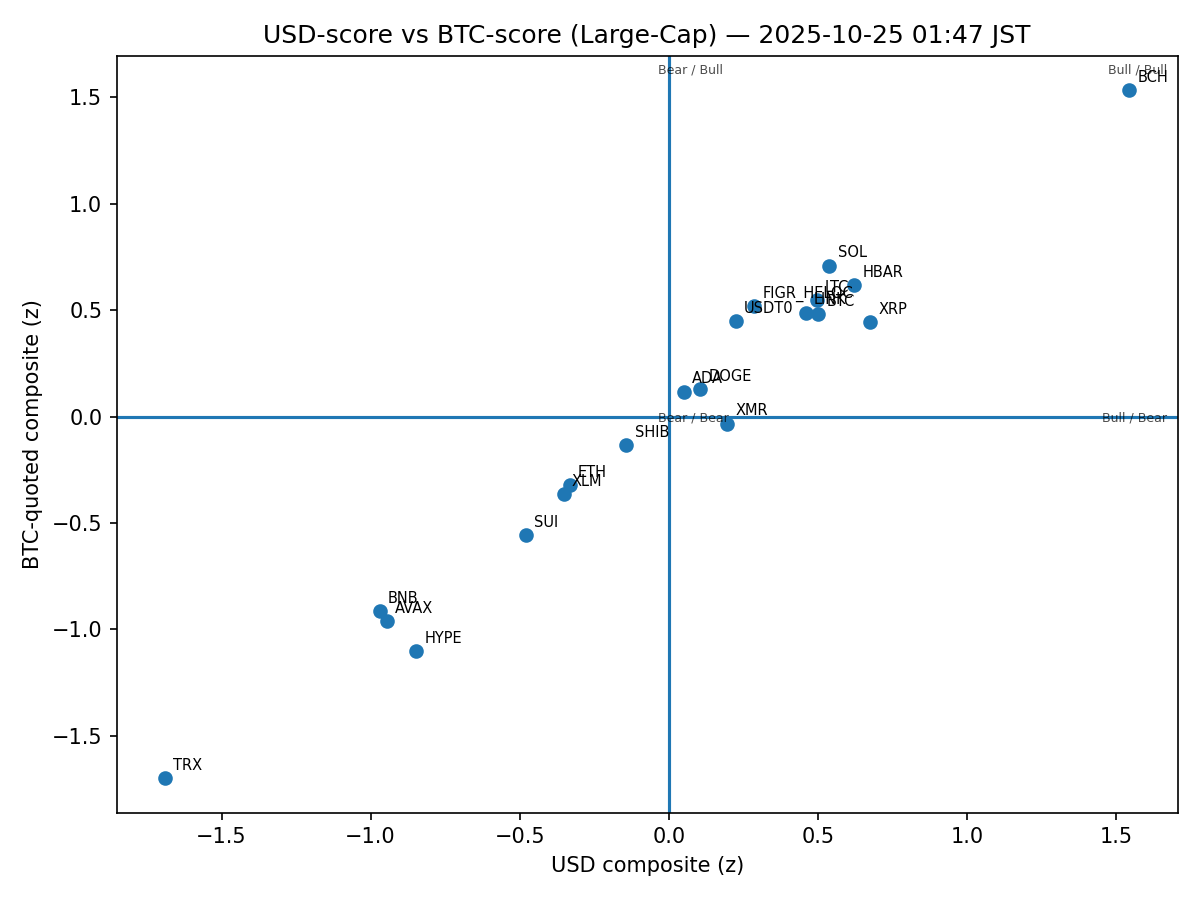 USD-score vs BTC-score (Large-Cap) — 2025-10-25 01:47 JST
Bear / Bull
Bull / Bull
BCH
1.5
1.0
SOL
HBAR
LTC
FIGR_HELOC
LINK
BTC
USDT0
XRP
0.5
ADA
DOGE
XMR
0.0
Bear / Bear
Bull / Bear
SHIB
ETH
XLM
−0.5
SUI
BNB
AVAX
−1.0
HYPE
−1.5
TRX
−1.5
−1.0
−0.5
0.0
0.5
1.0
1.5
USD composite (z)
BTC-quoted composite (z)